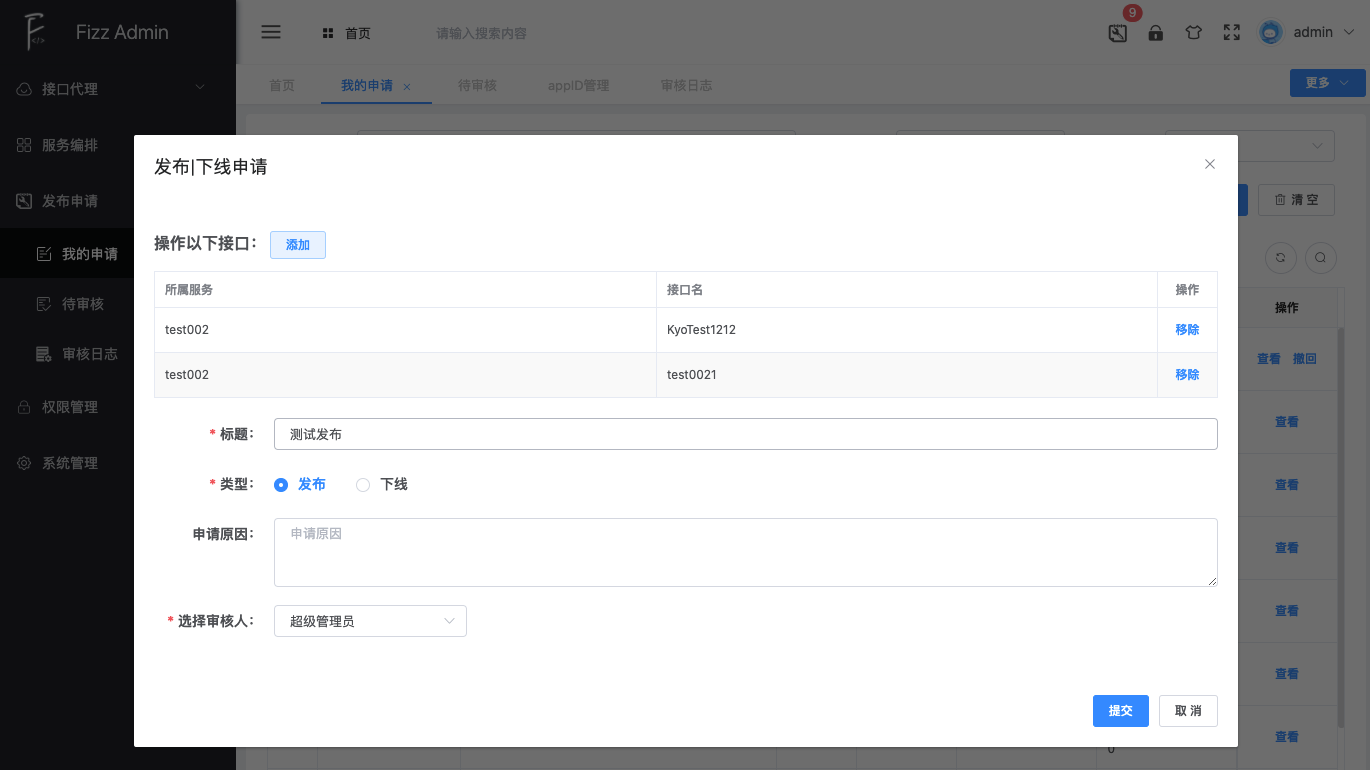 Fizz Admin
首页
请输入搜索内容
9
admin
首页
我的申请 ×
待审核
appID管理
审核日志
更多
接口代理
服务编排
发布申请
我的申请
待审核
审核日志
权限管理
系统管理
清 空
发布|下线申请
操作以下接口：
添加
所属服务 接口名 操作
test002 KyoTest1212 移除
test002 test0021 移除
* 标题： 测试发布
* 类型： 发布 下线
申请原因： 申请原因
* 选择审核人： 超级管理员
提交
取 消
操作
查看 撤回
查看
查看
查看
查看
查看
查看
0